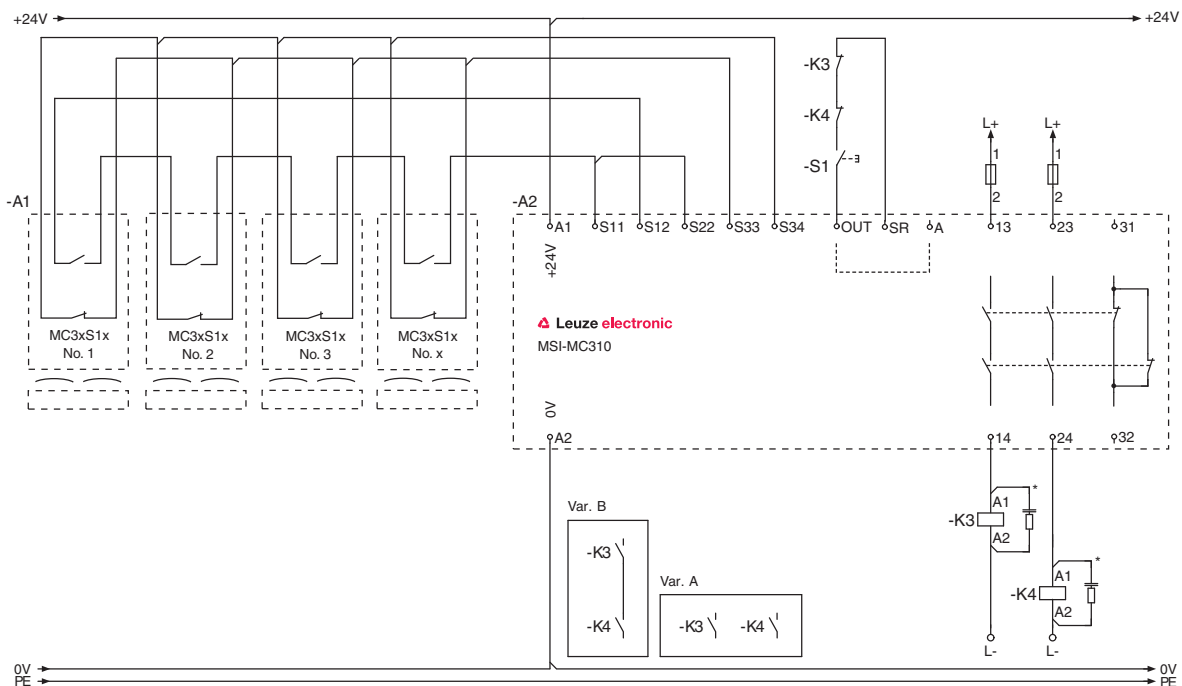 +24V
+24V
-K3
-K4
-S1
L+
L+
1
1
2
2
-A1
-A2
A1
S11
S12
S22
S33
S34
OUT
SR
A
13
23
31
+24V
MC3xS1x
No. 1
MC3xS1x
No. 2
MC3xS1x
No. 3
MC3xS1x
No. x
Leuze electronic
MSI-MC310
0V
A2
14
24
32
Var. B
-K3
-K4
Var. A
-K3
-K4
-K3
A1
A2
*
-K4
A1
A2
*
L-
L-
0V
0V
PE
PE